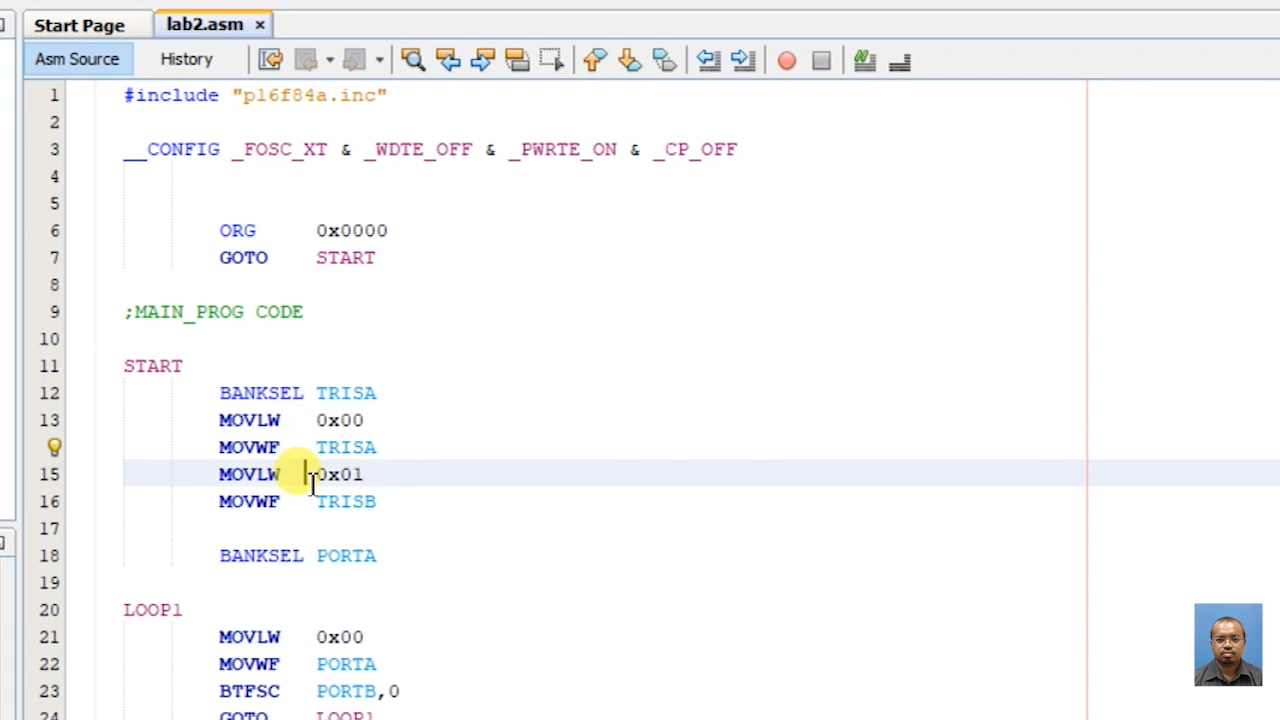 Start Page lab2.asm ×
Asm Source History
1 #include "p16f84a.inc"
2
3 __CONFIG _FOSC_XT & _WDTE_OFF & _PWRTE_ON & _CP_OFF
4
5
6 ORG 0x0000
7 GOTO START
8
9 ;MAIN_PROG CODE
10
11 START
12 BANKSEL TRISA
13 MOVLW 0x00
MOVWF TRISA
15 MOVLW 0x01
16 MOVWF TRISB
17
18 BANKSEL PORTA
19
20 LOOP1
21 MOVLW 0x00
22 MOVWF PORTA
23 BTFSC PORTB,0
24 GOTO LOOP1